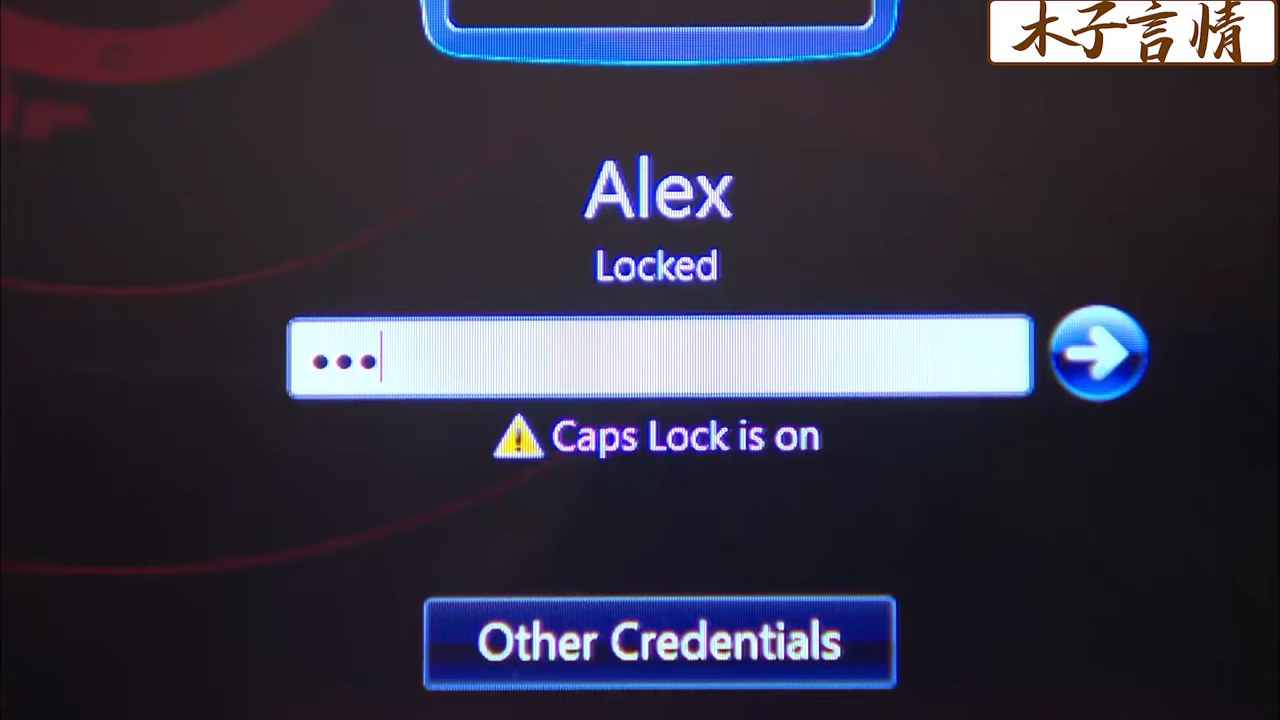 木子言情
Alex
Locked
•••
Caps Lock is on
Other Credentials